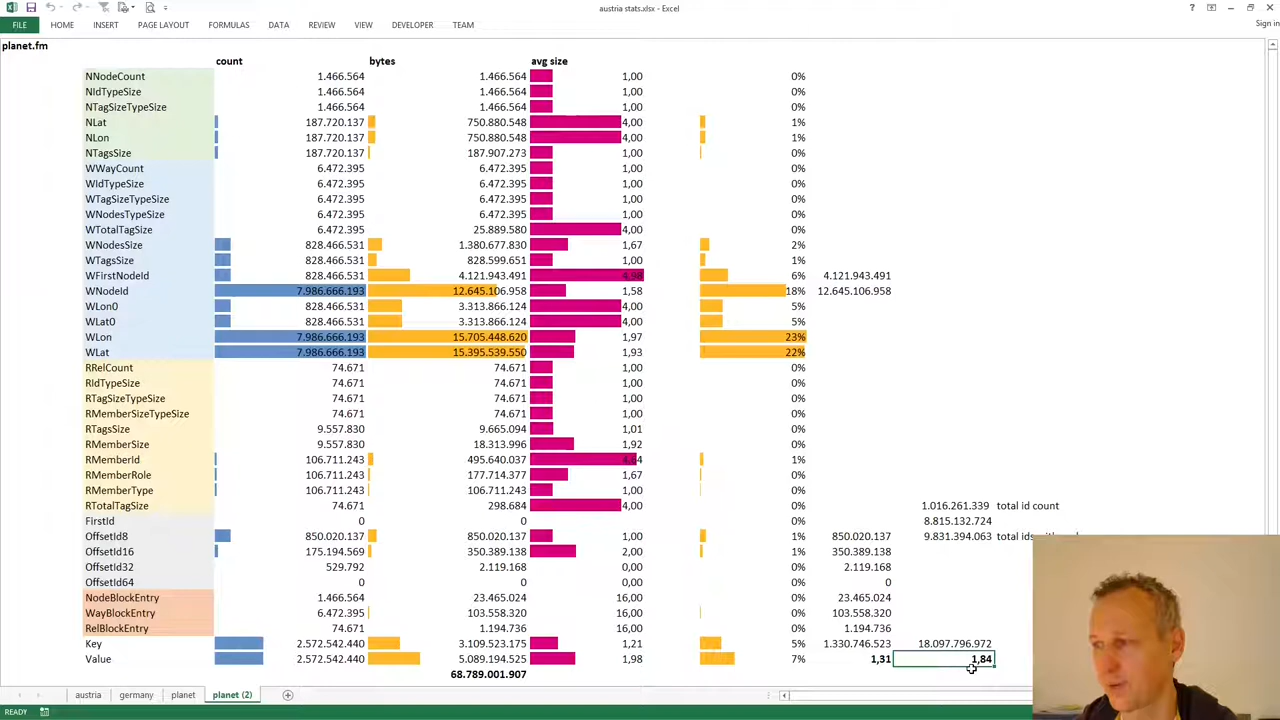 austria stats.xlsx - Excel
FILE HOME INSERT PAGE LAYOUT FORMULAS DATA REVIEW VIEW DEVELOPER TEAM Sign in
planet.fm
count bytes avg size
NNodeCount 1.466.564 1.466.564 1,00 0%
NIdTypeSize 1.466.564 1.466.564 1,00 0%
NTagSizeTypeSize 1.466.564 1.466.564 1,00 0%
NLat 187.720.137 750.880.548 4,00 1%
NLon 187.720.137 750.880.548 4,00 1%
NTagsSize 187.720.137 187.907.273 1,00 0%
WWayCount 6.472.395 6.472.395 1,00 0%
WIdTypeSize 6.472.395 6.472.395 1,00 0%
WTagSizeTypeSize 6.472.395 6.472.395 1,00 0%
WNodesTypeSize 6.472.395 6.472.395 1,00 0%
WTotalTagSize 6.472.395 25.889.580 4,00 0%
WNodesSize 828.466.531 1.380.677.830 1,67 2%
WTagsSize 828.466.531 828.599.651 1,00 1%
WFirstNodeId 828.466.531 4.121.943.491 4,98 6% 4.121.943.491
WNodeId 7.986.666.193 12.645.106.958 1,58 18% 12.645.106.958
WLon0 828.466.531 3.313.866.124 4,00 5%
WLat0 828.466.531 3.313.866.124 4,00 5%
WLon 7.986.666.193 15.705.448.620 1,97 23%
WLat 7.986.666.193 15.395.539.550 1,93 22%
RRelCount 74.671 74.671 1,00 0%
RIdTypeSize 74.671 74.671 1,00 0%
RTagSizeTypeSize 74.671 74.671 1,00 0%
RMemberSizeTypeSize 74.671 74.671 1,00 0%
RTagsSize 9.557.830 9.665.094 1,01 0%
RMemberSize 9.557.830 18.313.996 1,92 0%
RMemberId 106.711.243 495.640.037 4,64 1%
RMemberRole 106.711.243 177.714.377 1,67 0%
RMemberType 106.711.243 106.711.243 1,00 0%
RTotalTagSize 74.671 298.684 4,00 0% 1.016.261.339 total id count
FirstId 0 0 0% 8.815.132.724
OffsetId8 850.020.137 850.020.137 1,00 1% 850.020.137 9.831.394.063 total ids
OffsetId16 175.194.569 350.389.138 2,00 1% 350.389.138
OffsetId32 529.792 2.119.168 0,00 0% 2.119.168
OffsetId64 0 0 0,00 0% 0
NodeBlockEntry 1.466.564 23.465.024 16,00 0% 23.465.024
WayBlockEntry 6.472.395 103.558.320 16,00 0% 103.558.320
RelBlockEntry 74.671 1.194.736 16,00 0% 1.194.736
Key 2.572.542.440 3.109.523.175 1,21 5% 1.330.746.523 18.097.796.972
Value 2.572.542.440 5.089.194.525 1,98 7% 1,31 1,84
68.789.001.907
austria germany planet planet (2)
READY